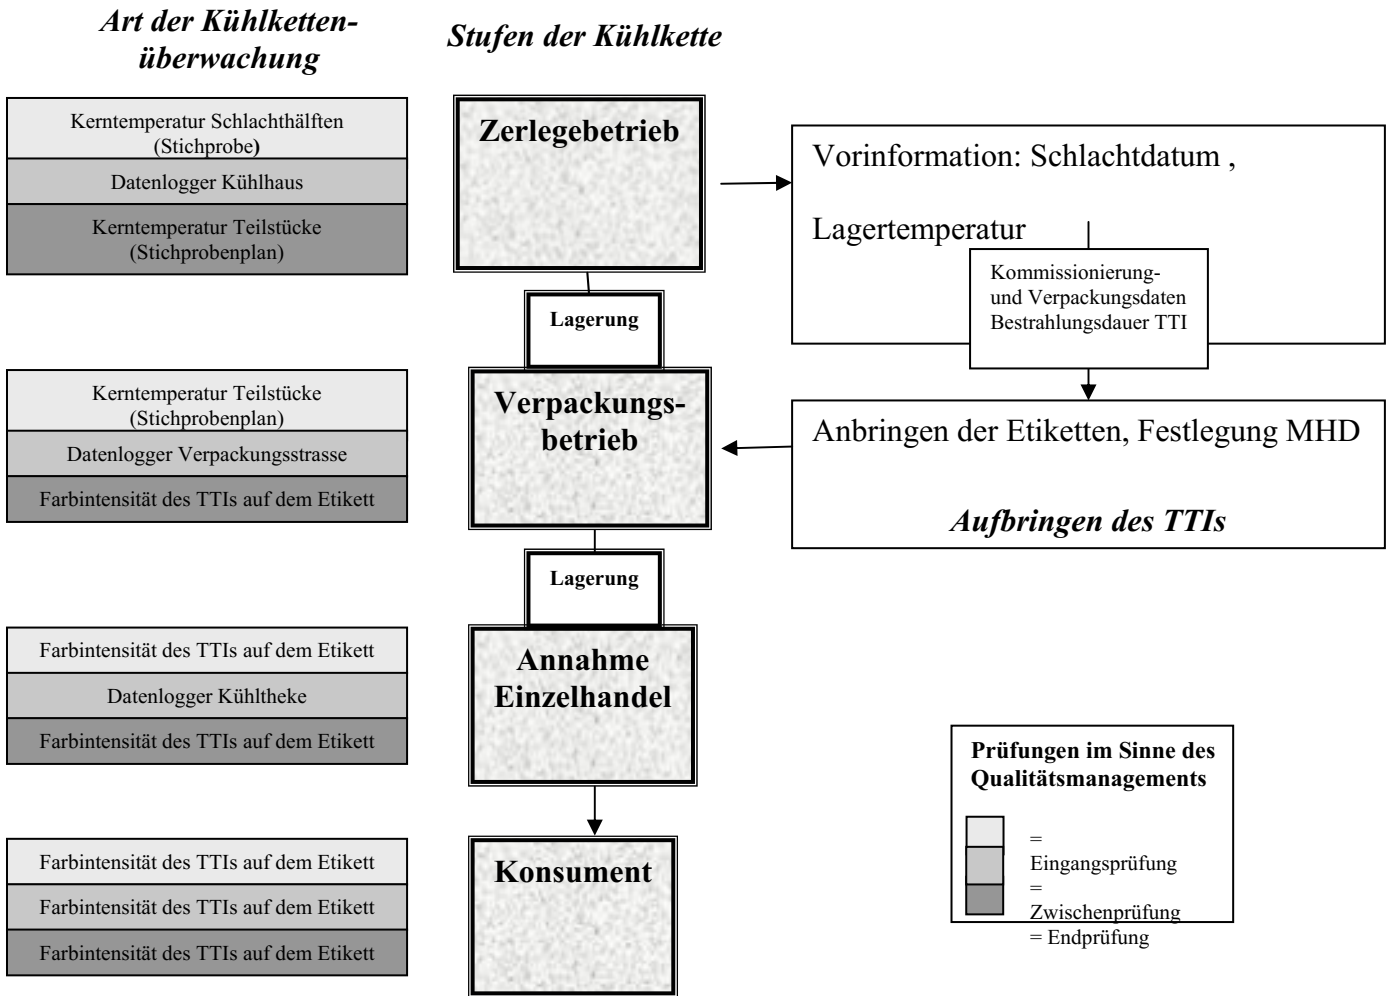 Art der Kühlketten-
überwachung
Stufen der Kühlkette
Kerntemperatur Schlachthälften
(Stichprobe)
Datenlogger Kühlhaus
Kerntemperatur Teilstücke
(Stichprobenplan)
Zerlegebetrieb
Vorinformation: Schlachtdatum ,
Lagertemperatur
Kommissionierung-
und Verpackungsdaten
Bestrahlungsdauer TTI
Lagerung
Kerntemperatur Teilstücke
(Stichprobenplan)
Datenlogger Verpackungsstrasse
Farbintensität des TTIs auf dem Etikett
Verpackungs-
betrieb
Anbringen der Etiketten, Festlegung MHD
Aufbringen des TTIs
Lagerung
Farbintensität des TTIs auf dem Etikett
Datenlogger Kühltheke
Farbintensität des TTIs auf dem Etikett
Annahme
Einzelhandel
Prüfungen im Sinne des
Qualitätsmanagements
=
Eingangsprüfung
=
Zwischenprüfung
= Endprüfung
Farbintensität des TTIs auf dem Etikett
Farbintensität des TTIs auf dem Etikett
Farbintensität des TTIs auf dem Etikett
Konsument